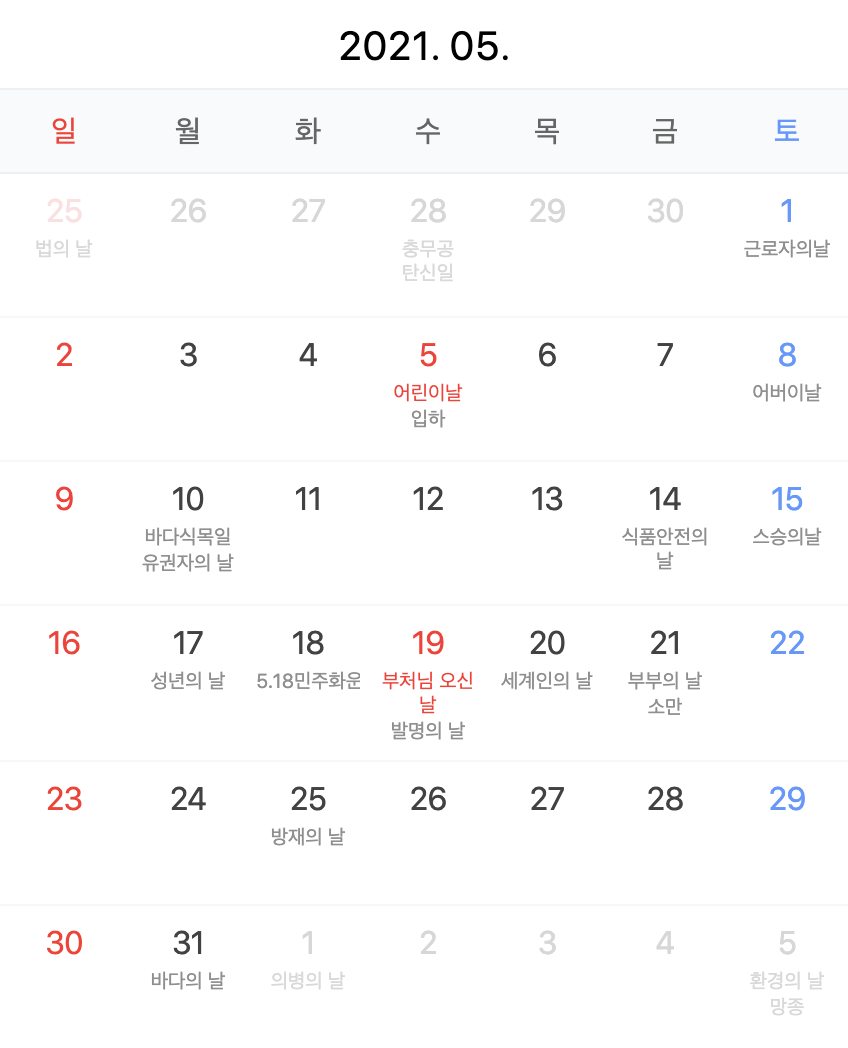 2021. 05.
일 월 화 수 목 금 토
25 26 27 28 29 30 1
법의 날 충무공 근로자의날
탄신일
2 3 4 5 6 7 8
어린이날 어버이날
입하
9 10 11 12 13 14 15
바다식목일 식품안전의 스승의날
유권자의 날 날
16 17 18 19 20 21 22
성년의 날 5.18민주화운 부처님 오신 세계인의 날 부부의 날
날 소만
발명의 날
23 24 25 26 27 28 29
방재의 날
30 31 1 2 3 4 5
바다의 날 의병의 날 환경의 날
망종